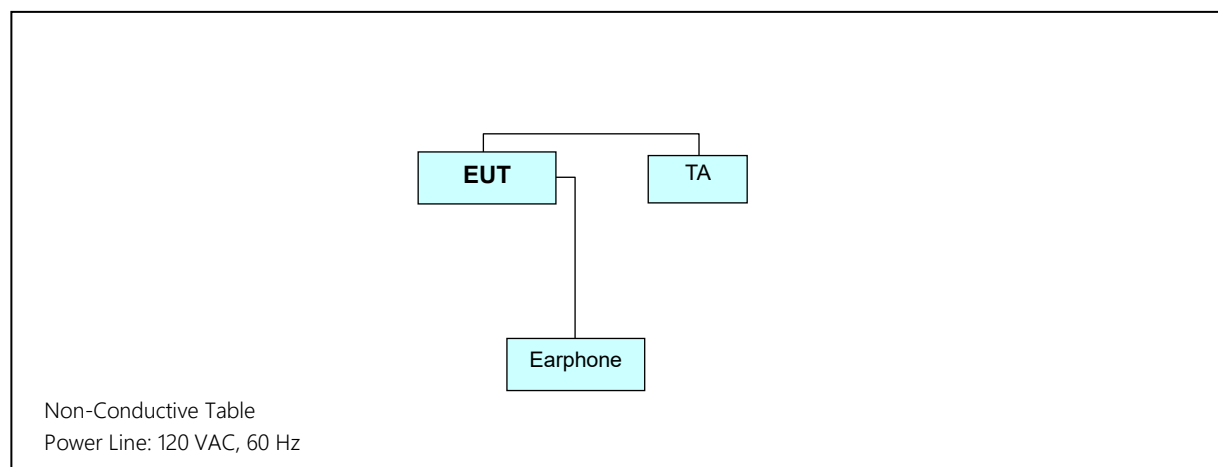 EUT
TA
Earphone
Non-Conductive Table
Power Line: 120 VAC, 60 Hz